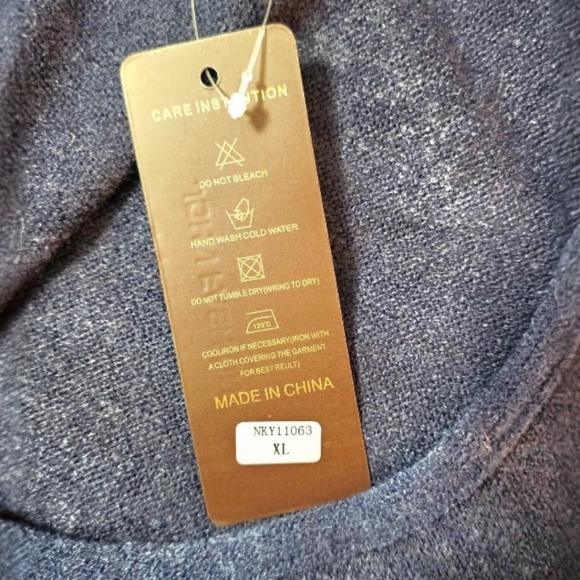 CARE INSTRUTION
DO NOT BLEACH
HAND WASH COLD WATER
DO NOT TUMBLE DRY(WRING TO DRY)
120°C
COOLIRON IF NECESSARY(IRON WITH
A CLOTH COVERING THE GARMENT
FOR BEST REULT)
MADE IN CHINA
NKY11063
XL